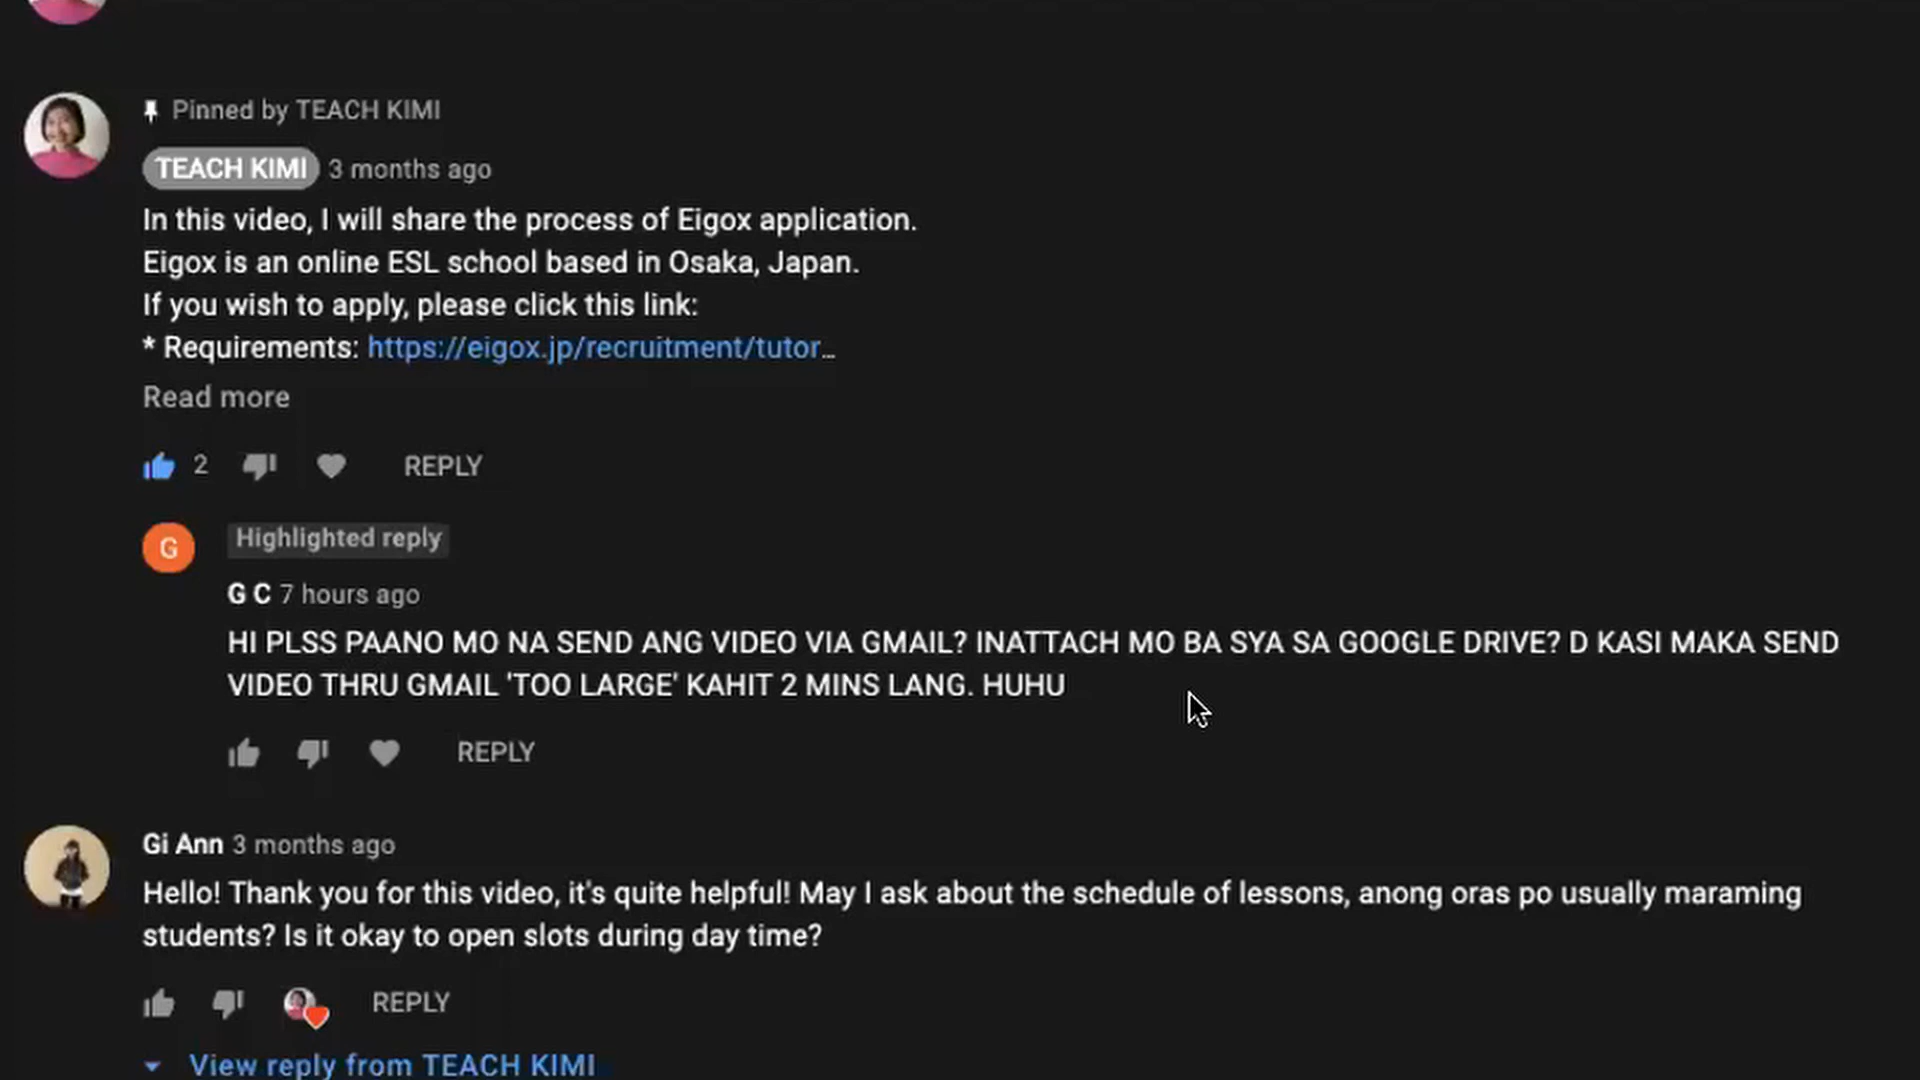 Pinned by TEACH KIMI
TEACH KIMI 3 months ago
In this video, I will share the process of Eigox application.
Eigox is an online ESL school based in Osaka, Japan.
If you wish to apply, please click this link:
* Requirements: https://eigox.jp/recruitment/tutor…
Read more
2 REPLY
G Highlighted reply
G C 7 hours ago
HI PLSS PAANO MO NA SEND ANG VIDEO VIA GMAIL? INATTACH MO BA SYA SA GOOGLE DRIVE? D KASI MAKA SEND
VIDEO THRU GMAIL 'TOO LARGE' KAHIT 2 MINS LANG. HUHU
REPLY
Gi Ann 3 months ago
Hello! Thank you for this video, it's quite helpful! May I ask about the schedule of lessons, anong oras po usually maraming
students? Is it okay to open slots during day time?
REPLY
View reply from TEACH KIMI